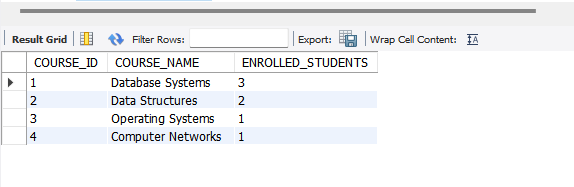 Result Grid Filter Rows: Export: Wrap Cell Content: IA
COURSE_ID COURSE_NAME ENROLLED_STUDENTS
1 Database Systems 3
2 Data Structures 2
3 Operating Systems 1
4 Computer Networks 1